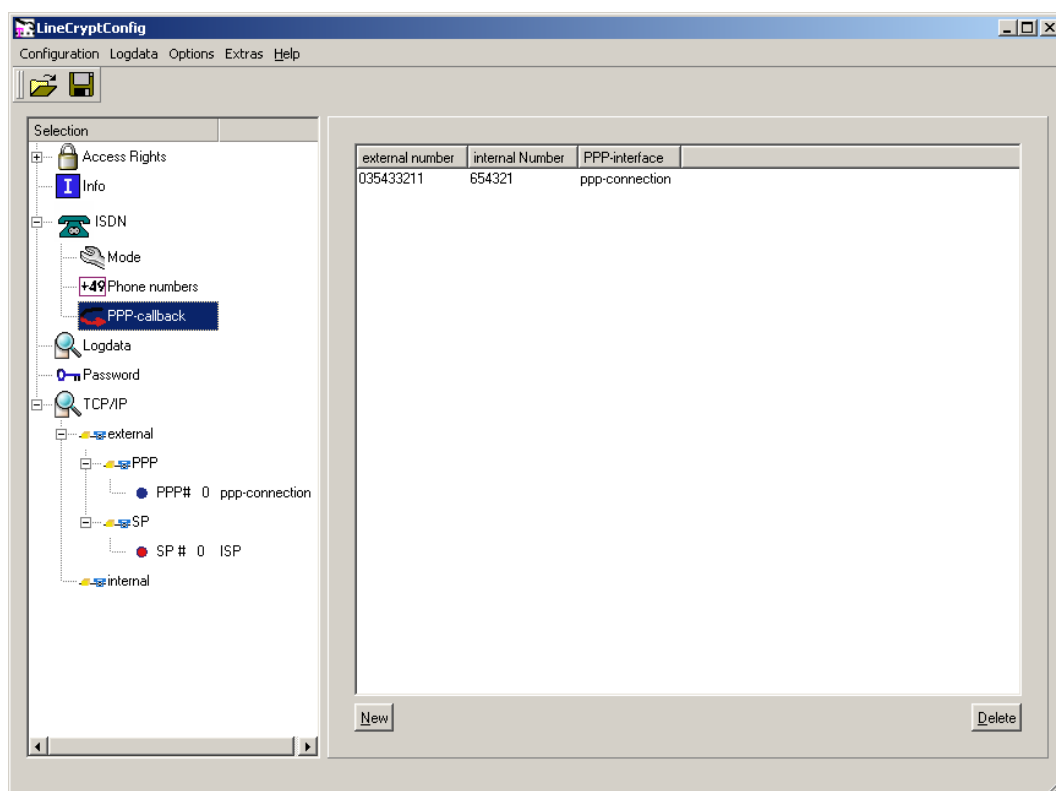 LineCryptConfig
Configuration Logdata Options Extras Help
Selection
Access Rights
I Info
ISDN
Mode
+49 Phone numbers
PPP-callback
Logdata
Password
TCP/IP
external
PPP
PPP# 0 ppp-connection
SP
SP # 0 ISP
internal
external number internal Number PPP-interface
035433211 654321 ppp-connection
New Delete